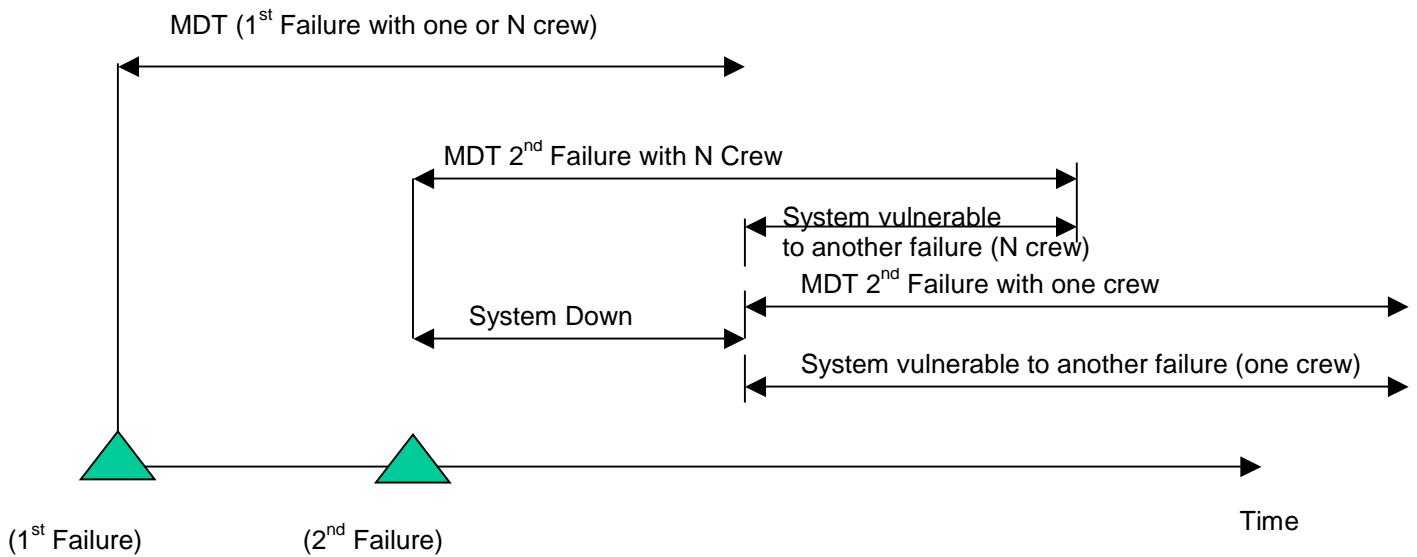 MDT (1st Failure with one or N crew)
MDT 2nd Failure with N Crew
System vulnerable
to another failure (N crew)
MDT 2nd Failure with one crew
System Down
System vulnerable to another failure (one crew)
Time
(1st Failure)
(2nd Failure)